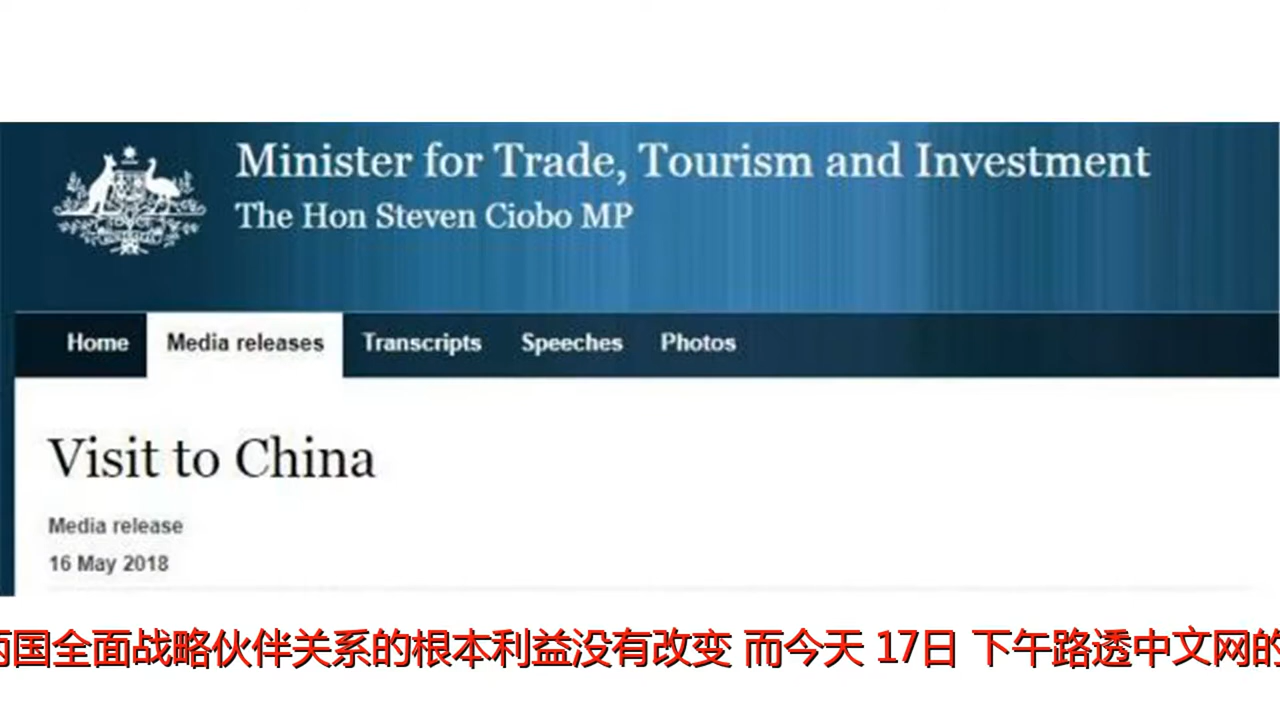 Minister for Trade, Tourism and Investment
The Hon Steven Ciobo MP
Home Media releases Transcripts Speeches Photos
Visit to China
Media release
16 May 2018
两国全面战略伙伴关系的根本利益没有改变 而今天 17日 下午路透中文网的